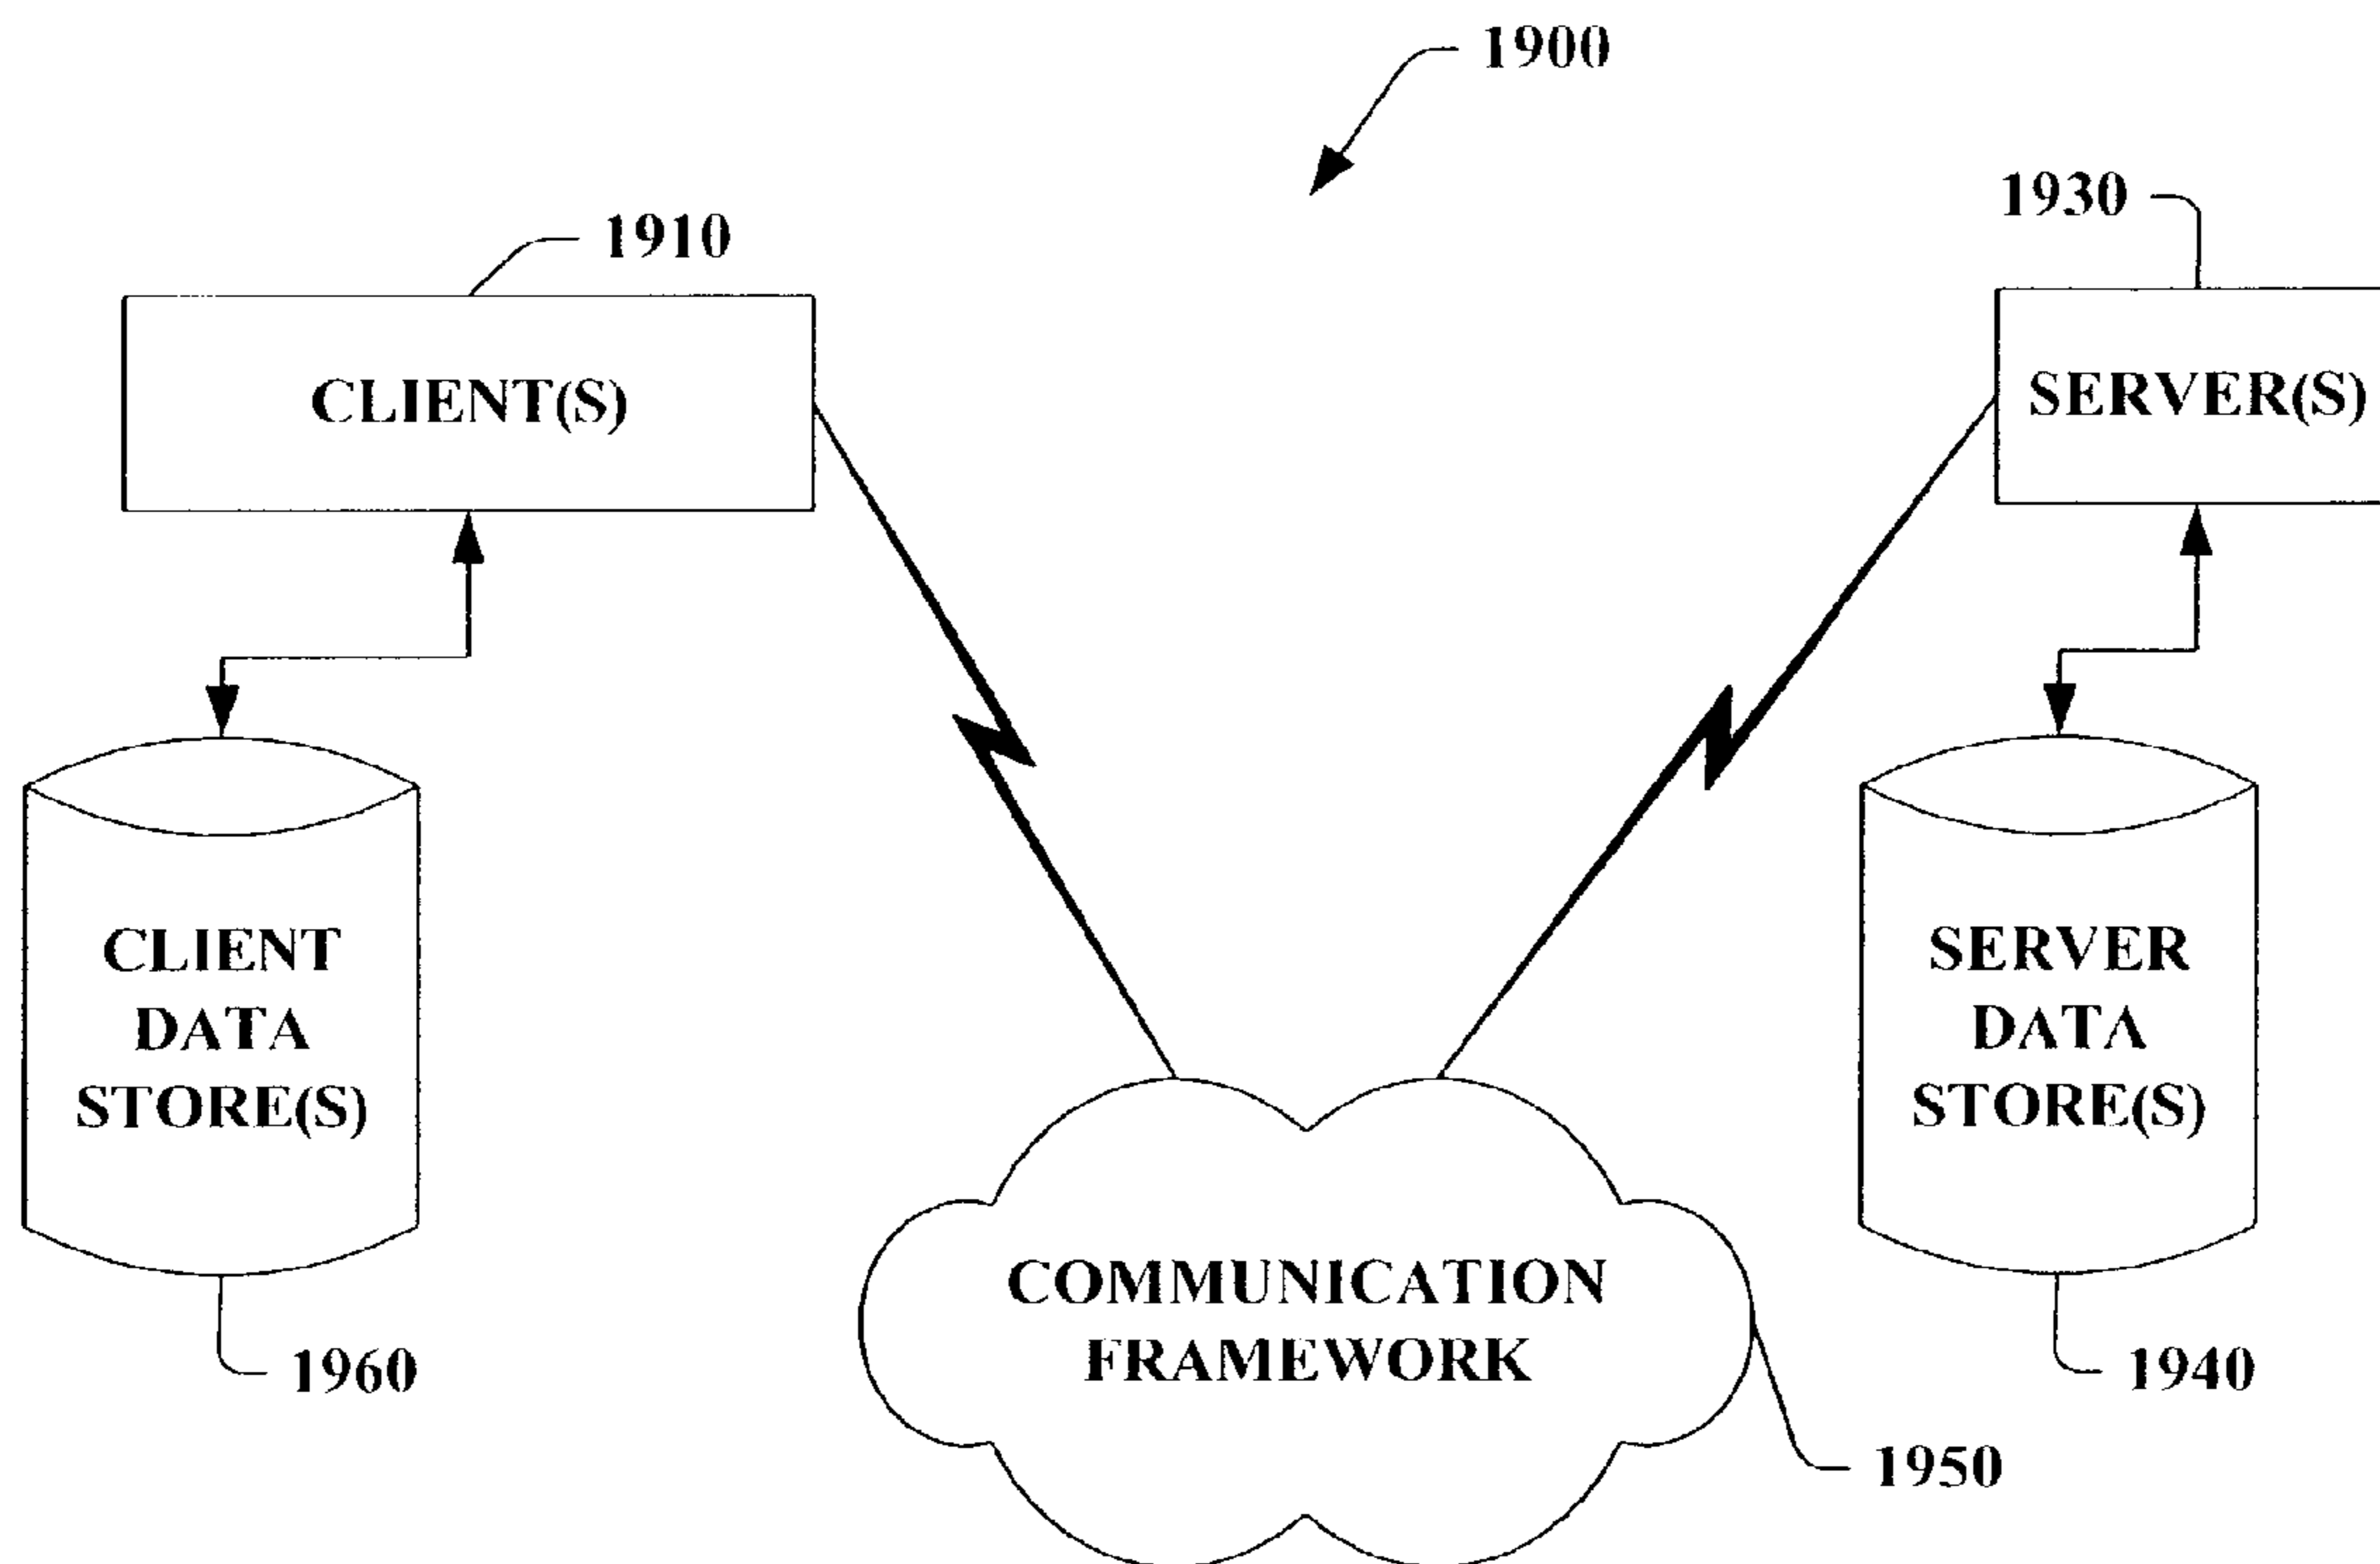 1900
1910
1930
CLIENT(S)
SERVER(S)
CLIENT
DATA
STORE(S)
SERVER
DATA
STORE(S)
COMMUNICATION
FRAMEWORK
1960
1940
1950